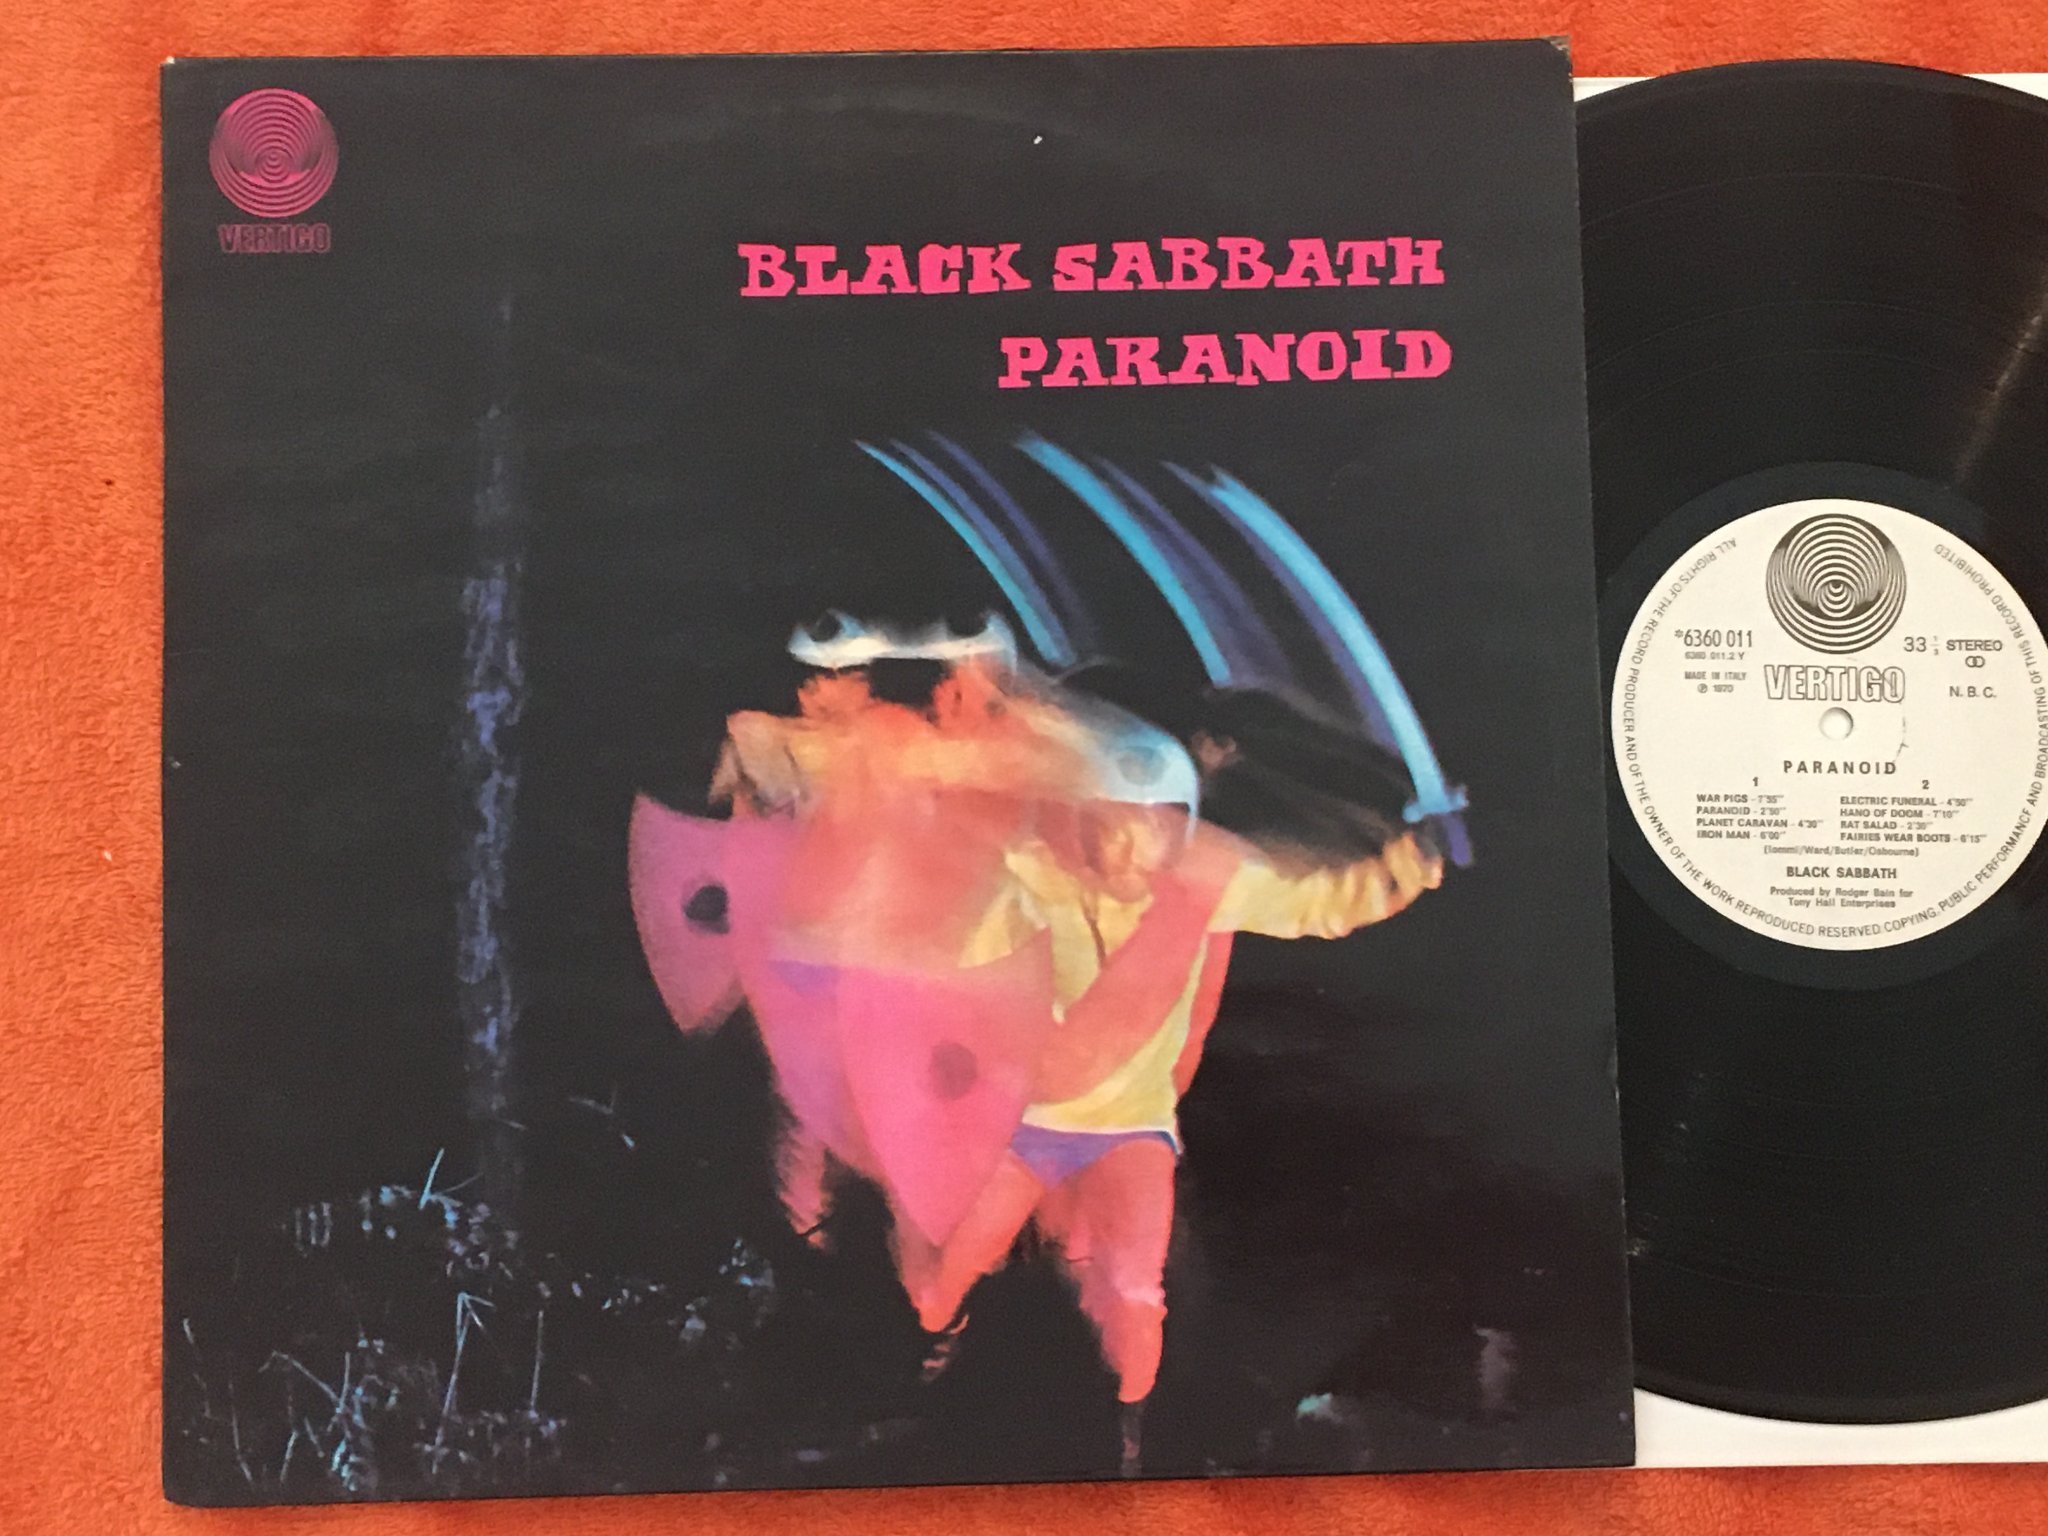 VERTIGO
BLACK SABBATH
PARANOID
ALL RIGHTS OF THE RECORD PRODUCER AND OF THE OWNER OF THE WORK REPRODUCED RESERVED. COPYING, PUBLIC PERFORMANCE AND BROADCASTING OF THIS RECORD PROHIBITED
*6360 011
6360 011.2 Y
MADE IN ITALY
℗ 1970
VERTIGO
33 1/3 STEREO
N.B.C.
PARANOID
1
WAR PIGS - 7'55''
PARANOID - 2'50''
PLANET CARAVAN - 4'30''
IRON MAN - 6'00''
2
ELECTRIC FUNERAL - 4'50''
HANG OF DOOM - 7'10''
RAT SALAD - 2'30''
FAIRIES WEAR BOOTS - 6'15''
(Iommi/Ward/Butler/Osbourne)
BLACK SABBATH
Produced by Rodger Bain for
Tony Hall Enterprises